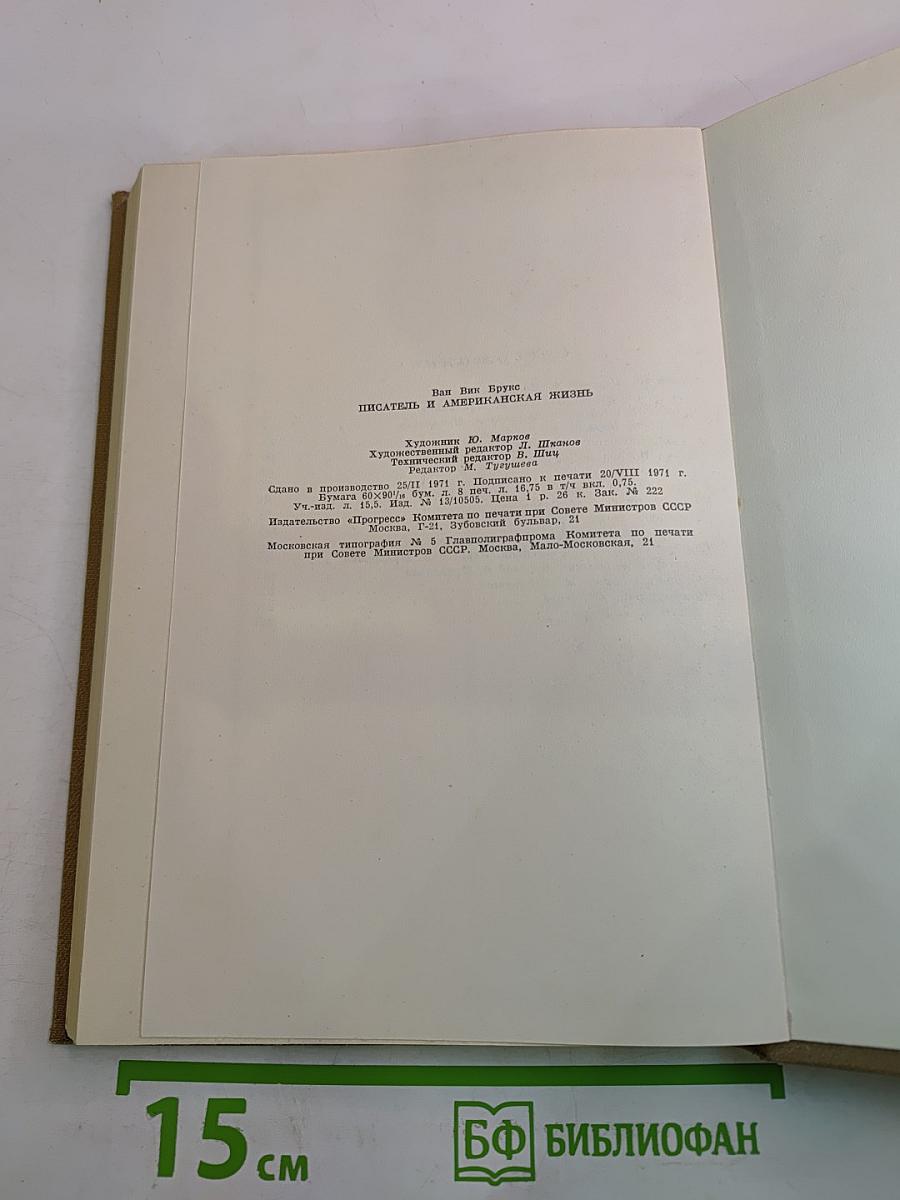 Ван Вик Брукс
ПИСАТЕЛЬ И АМЕРИКАНСКАЯ ЖИЗНЬ
Художник Ю. Марков
Художественный редактор Л. Шканов
Технический редактор В. Шиц
Редактор М. Тугушева
Сдано в производство 25/II 1971 г. Подписано к печати 20/VIII 1971 г.
Бумага 60×90¹/₁₆ бум. л. 8 печ. л. 16,75 в т/ч вкл. 0,75.
Уч.-изд. л. 15,5. Изд. № 13/10505. Цена 1 р. 26 к. Зак. № 222
Издательство «Прогресс» Комитета по печати при Совете Министров СССР
Москва, Г-21, Зубовский бульвар, 21
Московская типография № 5 Главполиграфпрома Комитета по печати
при Совете Министров СССР. Москва, Мало-Московская, 21
15 см
БФ БИБЛИОФАН